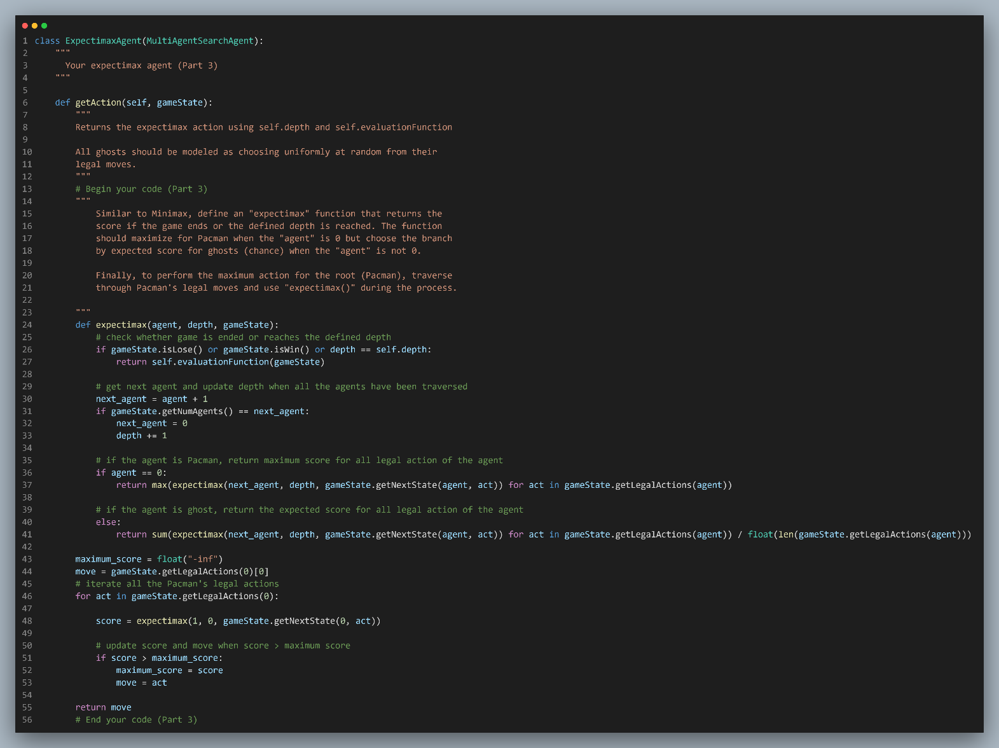 1 class ExpectimaxAgent(MultiAgentSearchAgent):
2     """
3       Your expectimax agent (Part 3)
4     """
5
6     def getAction(self, gameState):
7         """
8         Returns the expectimax action using self.depth and self.evaluationFunction
9
10         All ghosts should be modeled as choosing uniformly at random from their
11         legal moves.
12         """
13         # Begin your code (Part 3)
14         """
15             Similar to Minimax, define an "expectimax" function that returns the
16             score if the game ends or the defined depth is reached. The function
17             should maximize for Pacman when the "agent" is 0 but choose the branch
18             by expected score for ghosts (chance) when the "agent" is not 0.
19
20             Finally, to perform the maximum action for the root (Pacman), traverse
21             through Pacman's legal moves and use "expectimax()" during the process.
22
23         """
24         def expectimax(agent, depth, gameState):
25             # check whether game is ended or reaches the defined depth
26             if gameState.isLose() or gameState.isWin() or depth == self.depth:
27                 return self.evaluationFunction(gameState)
28
29             # get next agent and update depth when all the agents have been traversed
30             next_agent = agent + 1
31             if gameState.getNumAgents() == next_agent:
32                 next_agent = 0
33                 depth += 1
34
35             # if the agent is Pacman, return maximum score for all legal action of the agent
36             if agent == 0:
37                 return max(expectimax(next_agent, depth, gameState.getNextState(agent, act)) for act in gameState.getLegalActions(agent))
38
39             # if the agent is ghost, return the expected score for all legal action of the agent
40             else:
41                 return sum(expectimax(next_agent, depth, gameState.getNextState(agent, act)) for act in gameState.getLegalActions(agent)) / float(len(gameState.getLegalActions(agent)))
42
43         maximum_score = float("-inf")
44         move = gameState.getLegalActions(0)[0]
45         # iterate all the Pacman's legal actions
46         for act in gameState.getLegalActions(0):
47
48             score = expectimax(1, 0, gameState.getNextState(0, act))
49
50             # update score and move when score > maximum score
51             if score > maximum_score:
52                 maximum_score = score
53                 move = act
54
55         return move
56         # End your code (Part 3)